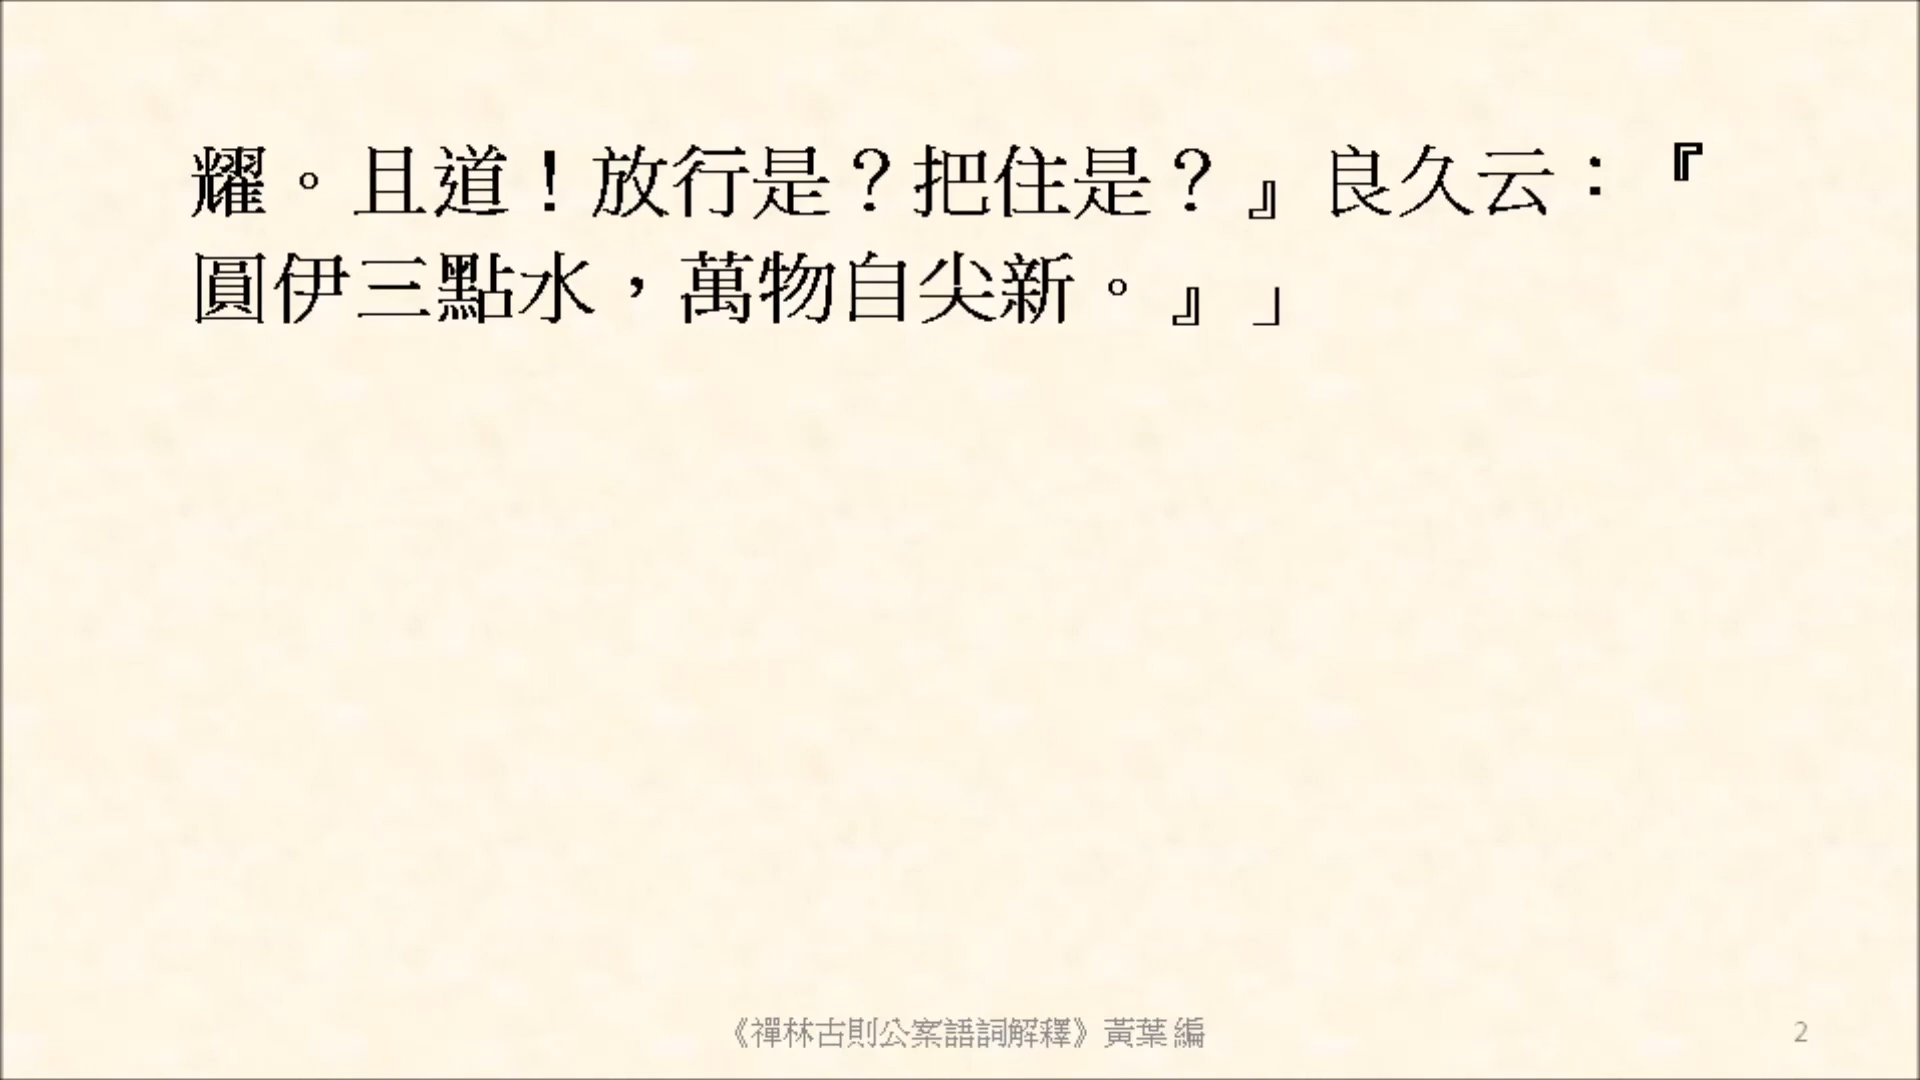 耀。且道！放行是？把住是？』良久云：『
圓伊三點水，萬物自尖新。』」
《禪林古則公案語詞解釋》黃葉 編
2